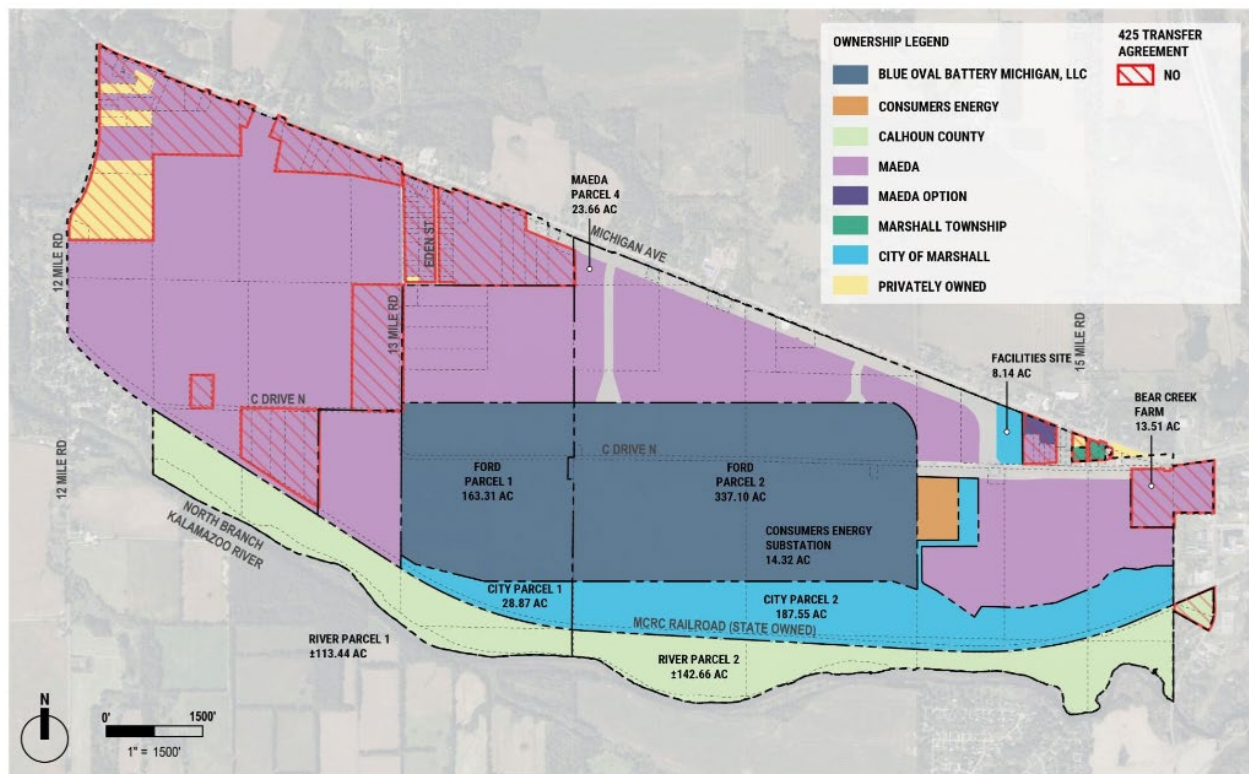 OWNERSHIP LEGEND
BLUE OVAL BATTERY MICHIGAN, LLC
CONSUMERS ENERGY
CALHOUN COUNTY
MAEDA
MAEDA OPTION
MARSHALL TOWNSHIP
CITY OF MARSHALL
PRIVATELY OWNED
425 TRANSFER
AGREEMENT
NO
MAEDA
PARCEL 4
23.66 AC
MICHIGAN AVE
EDEN ST
12 MILE RD
13 MILE RD
15 MILE RD
FACILITIES SITE
8.14 AC
BEAR CREEK
FARM
13.51 AC
C DRIVE N
12 MILE RD
C DRIVE N
FORD
PARCEL 1
163.31 AC
FORD
PARCEL 2
337.10 AC
CONSUMERS ENERGY
SUBSTATION
14.32 AC
NORTH BRANCH
KALAMAZOO RIVER
CITY PARCEL 1
28.87 AC
CITY PARCEL 2
187.55 AC
MCRC RAILROAD (STATE OWNED)
RIVER PARCEL 1
±113.44 AC
RIVER PARCEL 2
±142.66 AC
N
0' 1500'
1" = 1500'